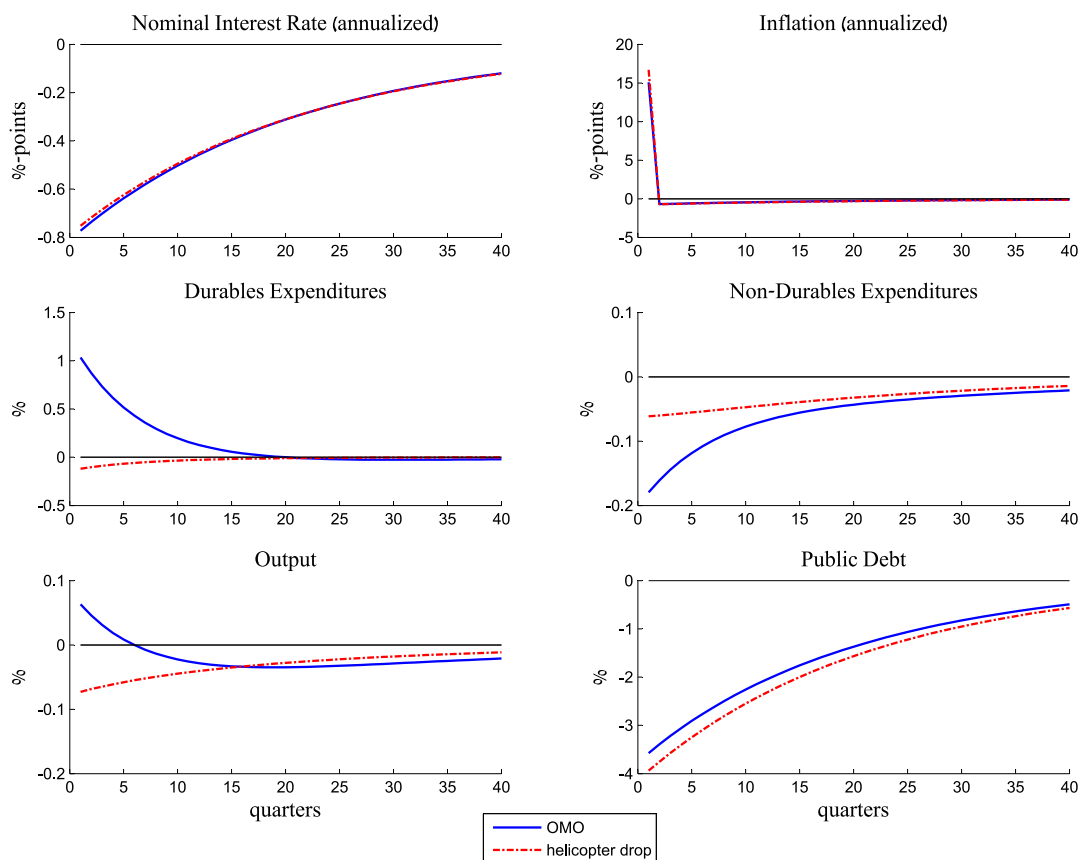 Nominal Interest Rate (annualized)
%-points
0
-0.2
-0.4
-0.6
-0.8
0 5 10 15 20 25 30 35 40
Inflation (annualized)
%-points
20
15
10
5
0
-5
0 5 10 15 20 25 30 35 40
Durables Expenditures
%
1.5
1
0.5
0
-0.5
0 5 10 15 20 25 30 35 40
Non-Durables Expenditures
%
0.1
0
-0.1
-0.2
0 5 10 15 20 25 30 35 40
Output
%
0.1
0
-0.1
-0.2
0 5 10 15 20 25 30 35 40
quarters
Public Debt
%
0
-1
-2
-3
-4
0 5 10 15 20 25 30 35 40
quarters
OMO
helicopter drop